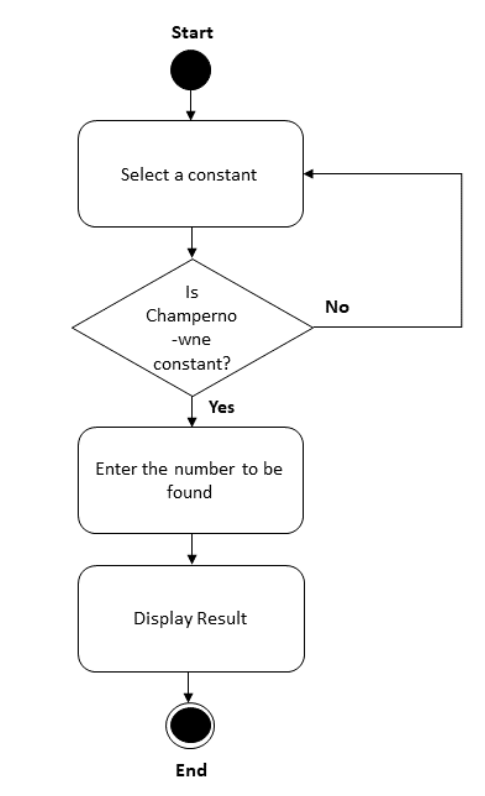 Start
Select a constant
Is
Champerno
-wne
constant?
No
Yes
Enter the number to be
found
Display Result
End